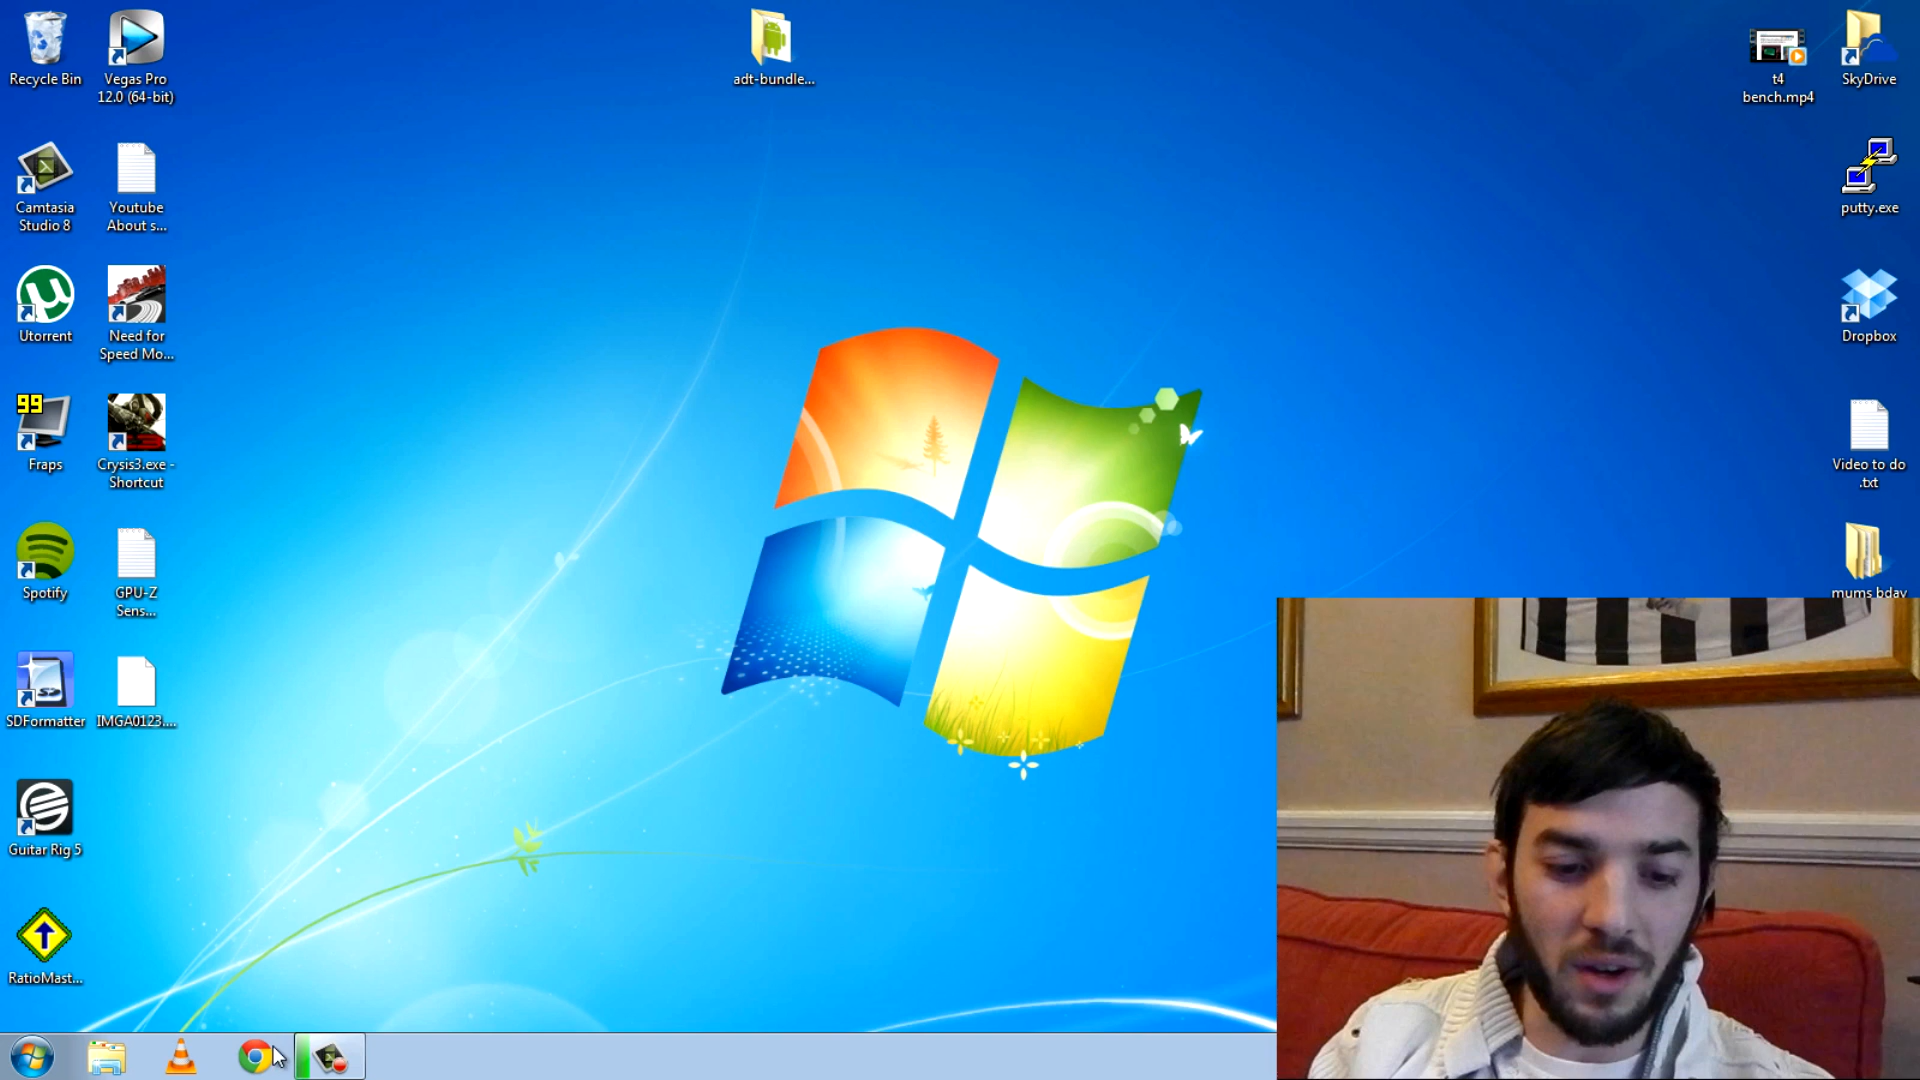 Recycle Bin
Vegas Pro
12.0 (64-bit)
adt-bundle...
t4
bench.mp4
SkyDrive
Camtasia
Studio 8
Youtube
About s...
putty.exe
Utorrent
Need for
Speed Mo...
Dropbox
99
Fraps
Crysis3.exe -
Shortcut
Video to do
.txt
Spotify
GPU-Z
Sens...
mums bday
SDFormatter
IMGA0123....
Guitar Rig 5
RatioMast...